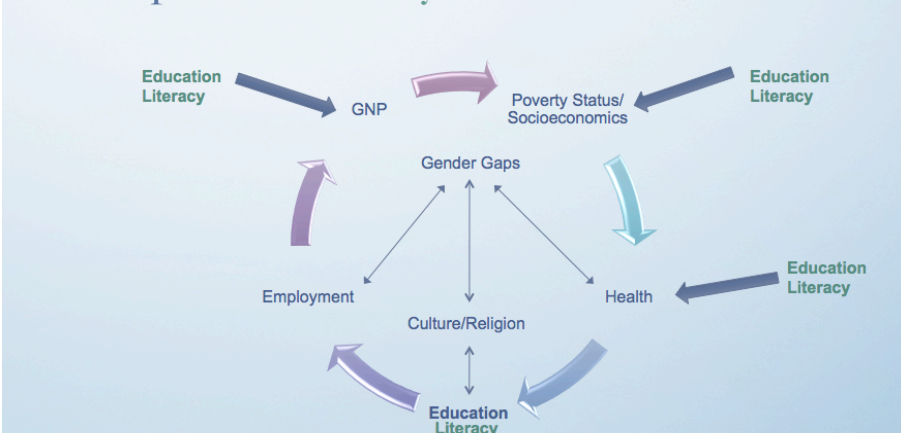 Education
Literacy
GNP
Poverty Status/
Socioeconomics
Education
Literacy
Gender Gaps
Education
Literacy
Employment
Health
Culture/Religion
Education
Literacy